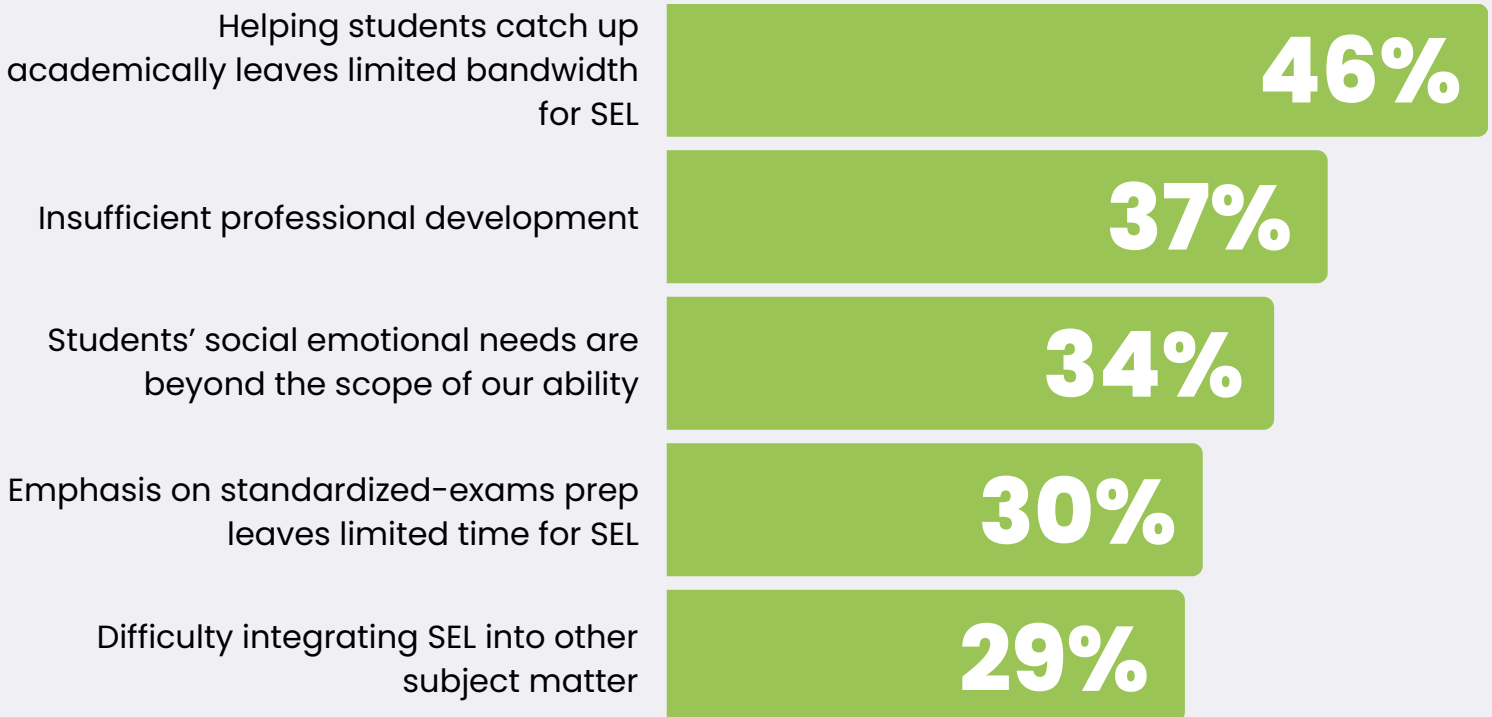 Helping students catch up
academically leaves limited bandwidth
for SEL
46%
Insufficient professional development
37%
Students’ social emotional needs are
beyond the scope of our ability
34%
Emphasis on standardized-exams prep
leaves limited time for SEL
30%
Difficulty integrating SEL into other
subject matter
29%